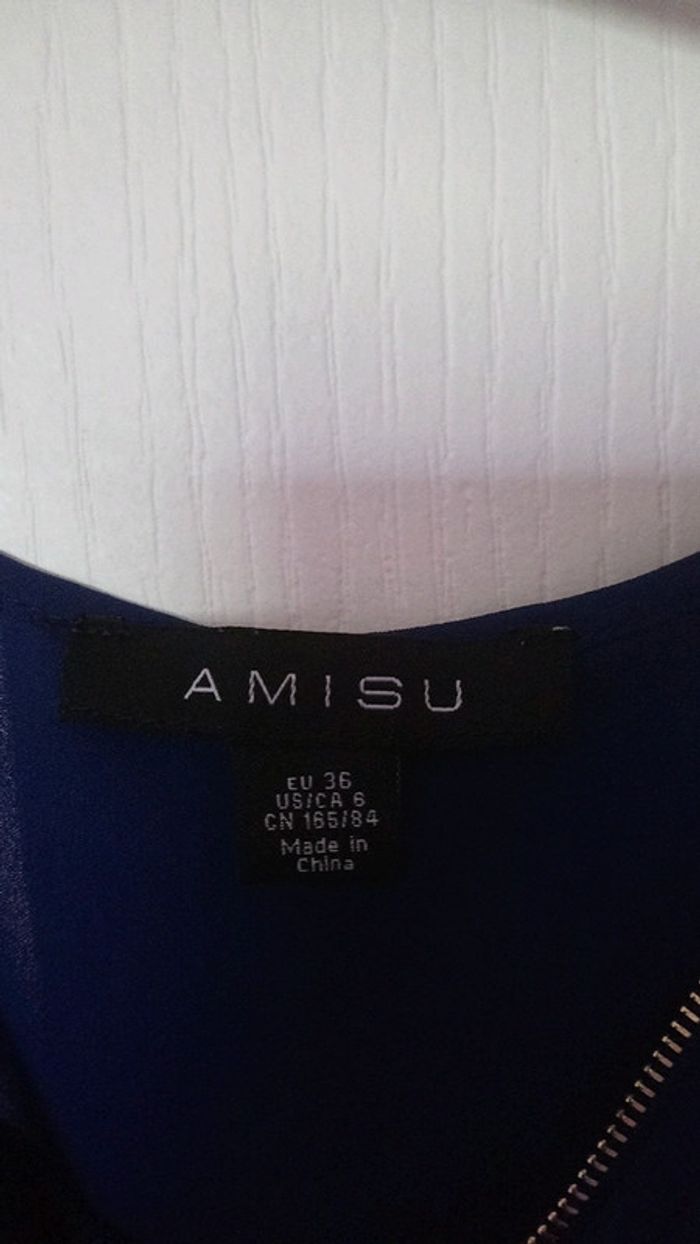 AMISU
EU 36
US/CA 6
CN 165/84
Made in
China